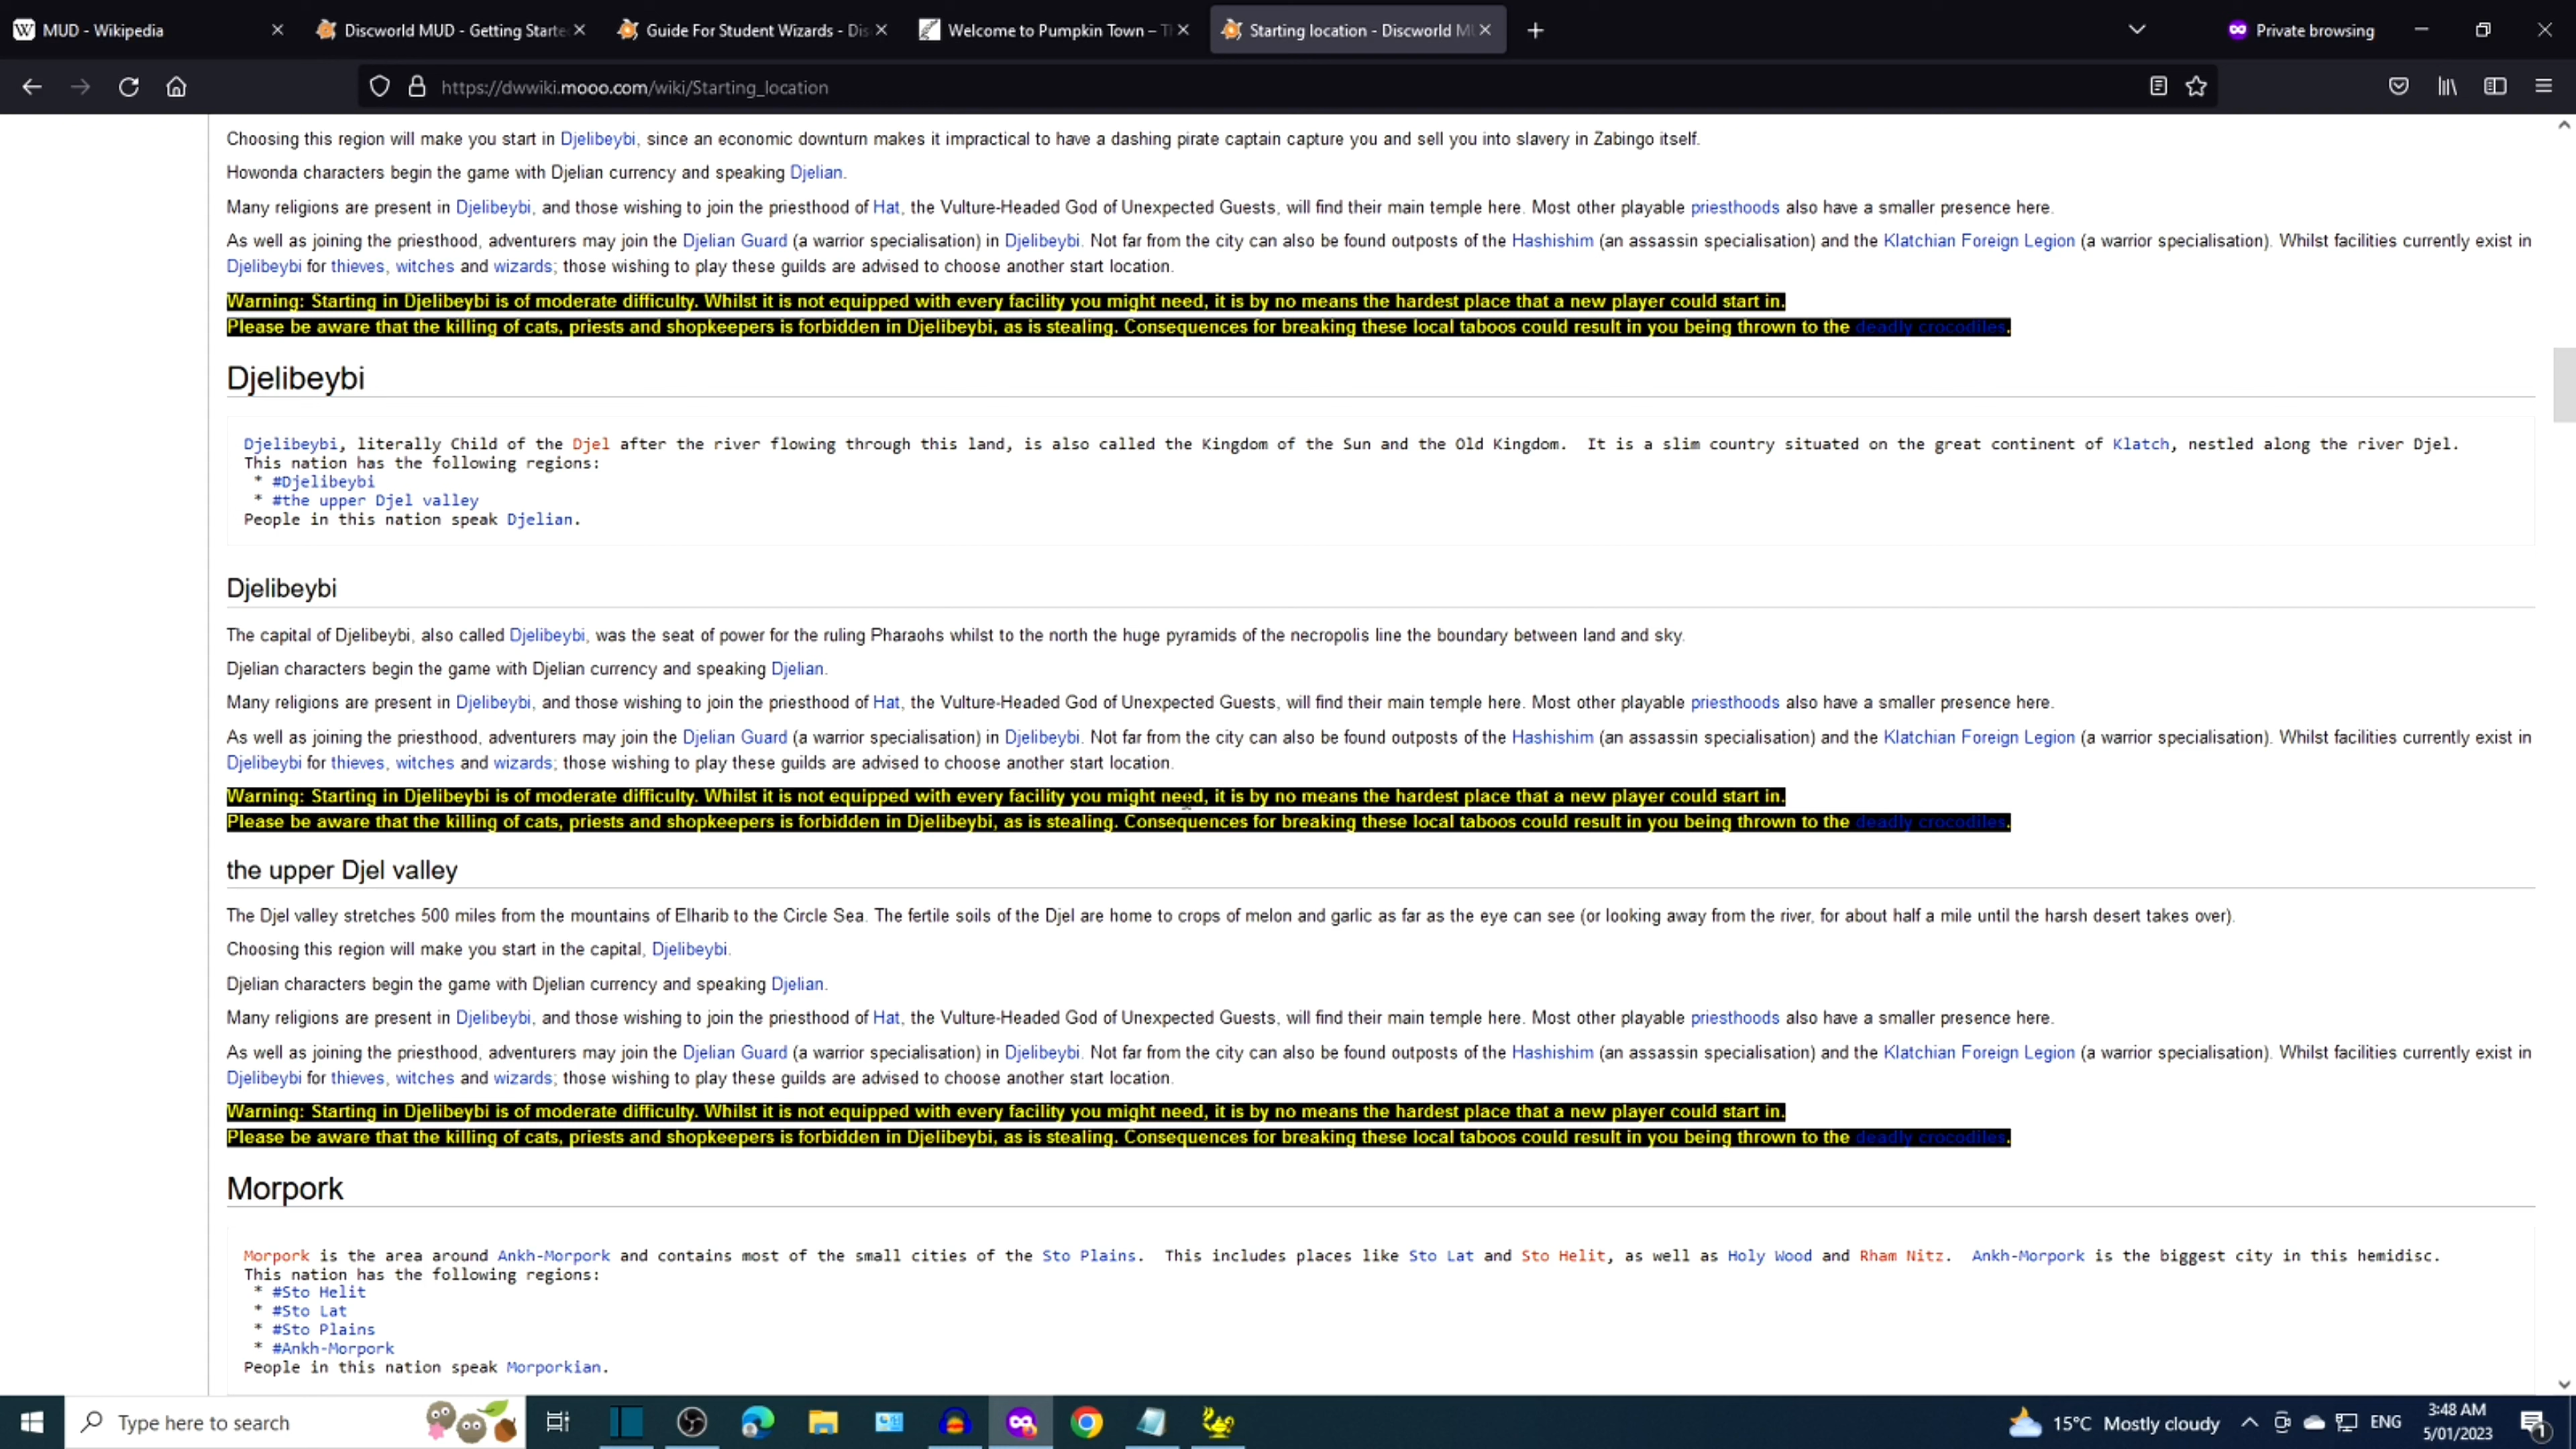 MUD - Wikipedia
Discworld MUD - Getting Starte
Guide For Student Wizards - Dis
Welcome to Pumpkin Town – T
Starting location - Discworld M
Private browsing
https://dwwiki.mooo.com/wiki/Starting_location
Choosing this region will make you start in Djelibeybi, since an economic downturn makes it impractical to have a dashing pirate captain capture you and sell you into slavery in Zabingo itself.
Howonda characters begin the game with Djelian currency and speaking Djelian.
Many religions are present in Djelibeybi, and those wishing to join the priesthood of Hat, the Vulture-Headed God of Unexpected Guests, will find their main temple here. Most other playable priesthoods also have a smaller presence here.
As well as joining the priesthood, adventurers may join the Djelian Guard (a warrior specialisation) in Djelibeybi. Not far from the city can also be found outposts of the Hashishim (an assassin specialisation) and the Klatchian Foreign Legion (a warrior specialisation). Whilst facilities currently exist in
Djelibeybi for thieves, witches and wizards; those wishing to play these guilds are advised to choose another start location.
Warning: Starting in Djelibeybi is of moderate difficulty. Whilst it is not equipped with every facility you might need, it is by no means the hardest place that a new player could start in.
Please be aware that the killing of cats, priests and shopkeepers is forbidden in Djelibeybi, as is stealing. Consequences for breaking these local taboos could result in you being thrown to the deadly crocodiles.
Djelibeybi
Djelibeybi, literally Child of the Djel after the river flowing through this land, is also called the Kingdom of the Sun and the Old Kingdom. It is a slim country situated on the great continent of Klatch, nestled along the river Djel.
This nation has the following regions:
* #Djelibeybi
* #the upper Djel valley
People in this nation speak Djelian.
Djelibeybi
The capital of Djelibeybi, also called Djelibeybi, was the seat of power for the ruling Pharaohs whilst to the north the huge pyramids of the necropolis line the boundary between land and sky.
Djelian characters begin the game with Djelian currency and speaking Djelian.
Many religions are present in Djelibeybi, and those wishing to join the priesthood of Hat, the Vulture-Headed God of Unexpected Guests, will find their main temple here. Most other playable priesthoods also have a smaller presence here.
As well as joining the priesthood, adventurers may join the Djelian Guard (a warrior specialisation) in Djelibeybi. Not far from the city can also be found outposts of the Hashishim (an assassin specialisation) and the Klatchian Foreign Legion (a warrior specialisation). Whilst facilities currently exist in
Djelibeybi for thieves, witches and wizards; those wishing to play these guilds are advised to choose another start location.
Warning: Starting in Djelibeybi is of moderate difficulty. Whilst it is not equipped with every facility you might need, it is by no means the hardest place that a new player could start in.
Please be aware that the killing of cats, priests and shopkeepers is forbidden in Djelibeybi, as is stealing. Consequences for breaking these local taboos could result in you being thrown to the deadly crocodiles.
the upper Djel valley
The Djel valley stretches 500 miles from the mountains of Elharib to the Circle Sea. The fertile soils of the Djel are home to crops of melon and garlic as far as the eye can see (or looking away from the river, for about half a mile until the harsh desert takes over).
Choosing this region will make you start in the capital, Djelibeybi.
Djelian characters begin the game with Djelian currency and speaking Djelian.
Many religions are present in Djelibeybi, and those wishing to join the priesthood of Hat, the Vulture-Headed God of Unexpected Guests, will find their main temple here. Most other playable priesthoods also have a smaller presence here.
As well as joining the priesthood, adventurers may join the Djelian Guard (a warrior specialisation) in Djelibeybi. Not far from the city can also be found outposts of the Hashishim (an assassin specialisation) and the Klatchian Foreign Legion (a warrior specialisation). Whilst facilities currently exist in
Djelibeybi for thieves, witches and wizards; those wishing to play these guilds are advised to choose another start location.
Warning: Starting in Djelibeybi is of moderate difficulty. Whilst it is not equipped with every facility you might need, it is by no means the hardest place that a new player could start in.
Please be aware that the killing of cats, priests and shopkeepers is forbidden in Djelibeybi, as is stealing. Consequences for breaking these local taboos could result in you being thrown to the deadly crocodiles.
Morpork
Morpork is the area around Ankh-Morpork and contains most of the small cities of the Sto Plains. This includes places like Sto Lat and Sto Helit, as well as Holy Wood and Rham Nitz. Ankh-Morpork is the biggest city in this hemidisc.
This nation has the following regions:
* #Sto Helit
* #Sto Lat
* #Sto Plains
* #Ankh-Morpork
People in this nation speak Morporkian.
Type here to search
15°C Mostly cloudy
ENG
3:48 AM
5/01/2023
1